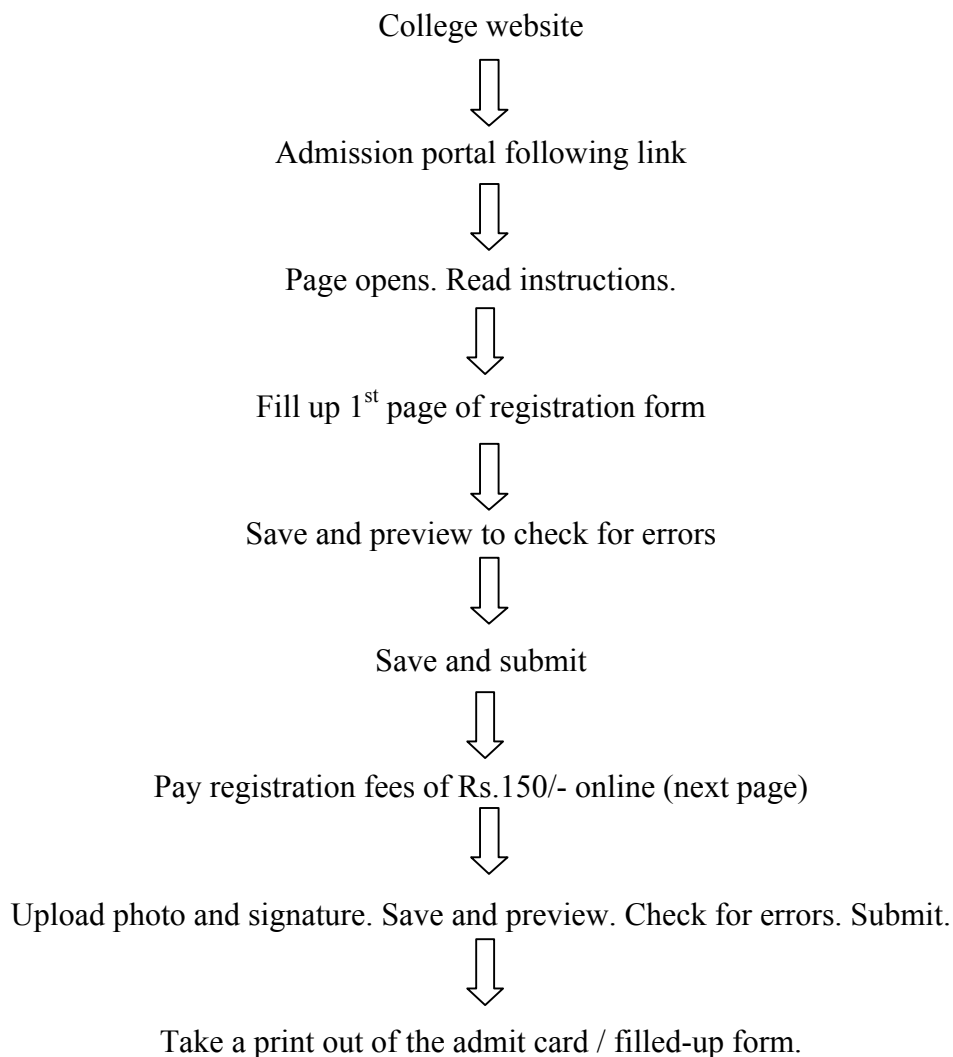 College website
Admission portal following link
Page opens. Read instructions.
Fill up 1st page of registration form
Save and preview to check for errors
Save and submit
Pay registration fees of Rs.150/- online (next page)
Upload photo and signature. Save and preview. Check for errors. Submit.
Take a print out of the admit card / filled-up form.